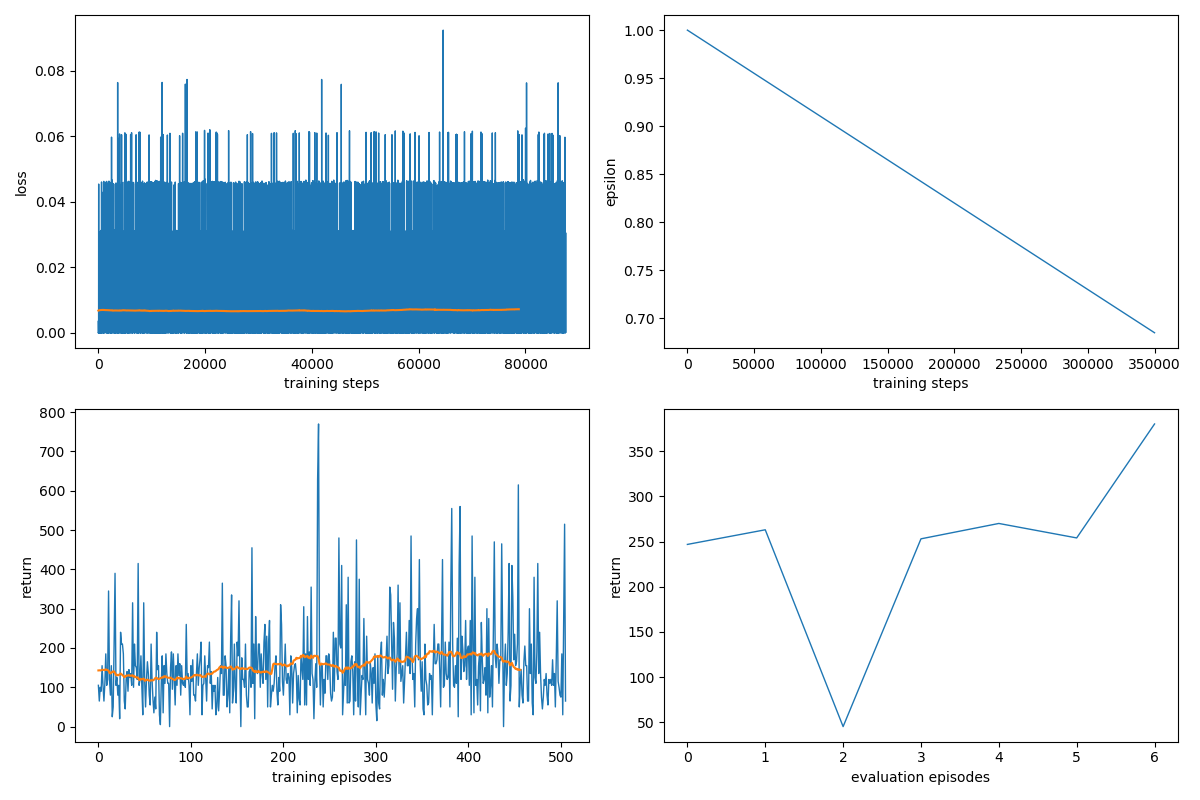 loss
0.08
0.06
0.04
0.02
0.00
0 20000 40000 60000 80000
training steps
epsilon
1.00
0.95
0.90
0.85
0.80
0.75
0.70
0 50000 100000 150000 200000 250000 300000 350000
training steps
return
800
700
600
500
400
300
200
100
0
0 100 200 300 400 500
training episodes
return
350
300
250
200
150
100
50
0 1 2 3 4 5 6
evaluation episodes